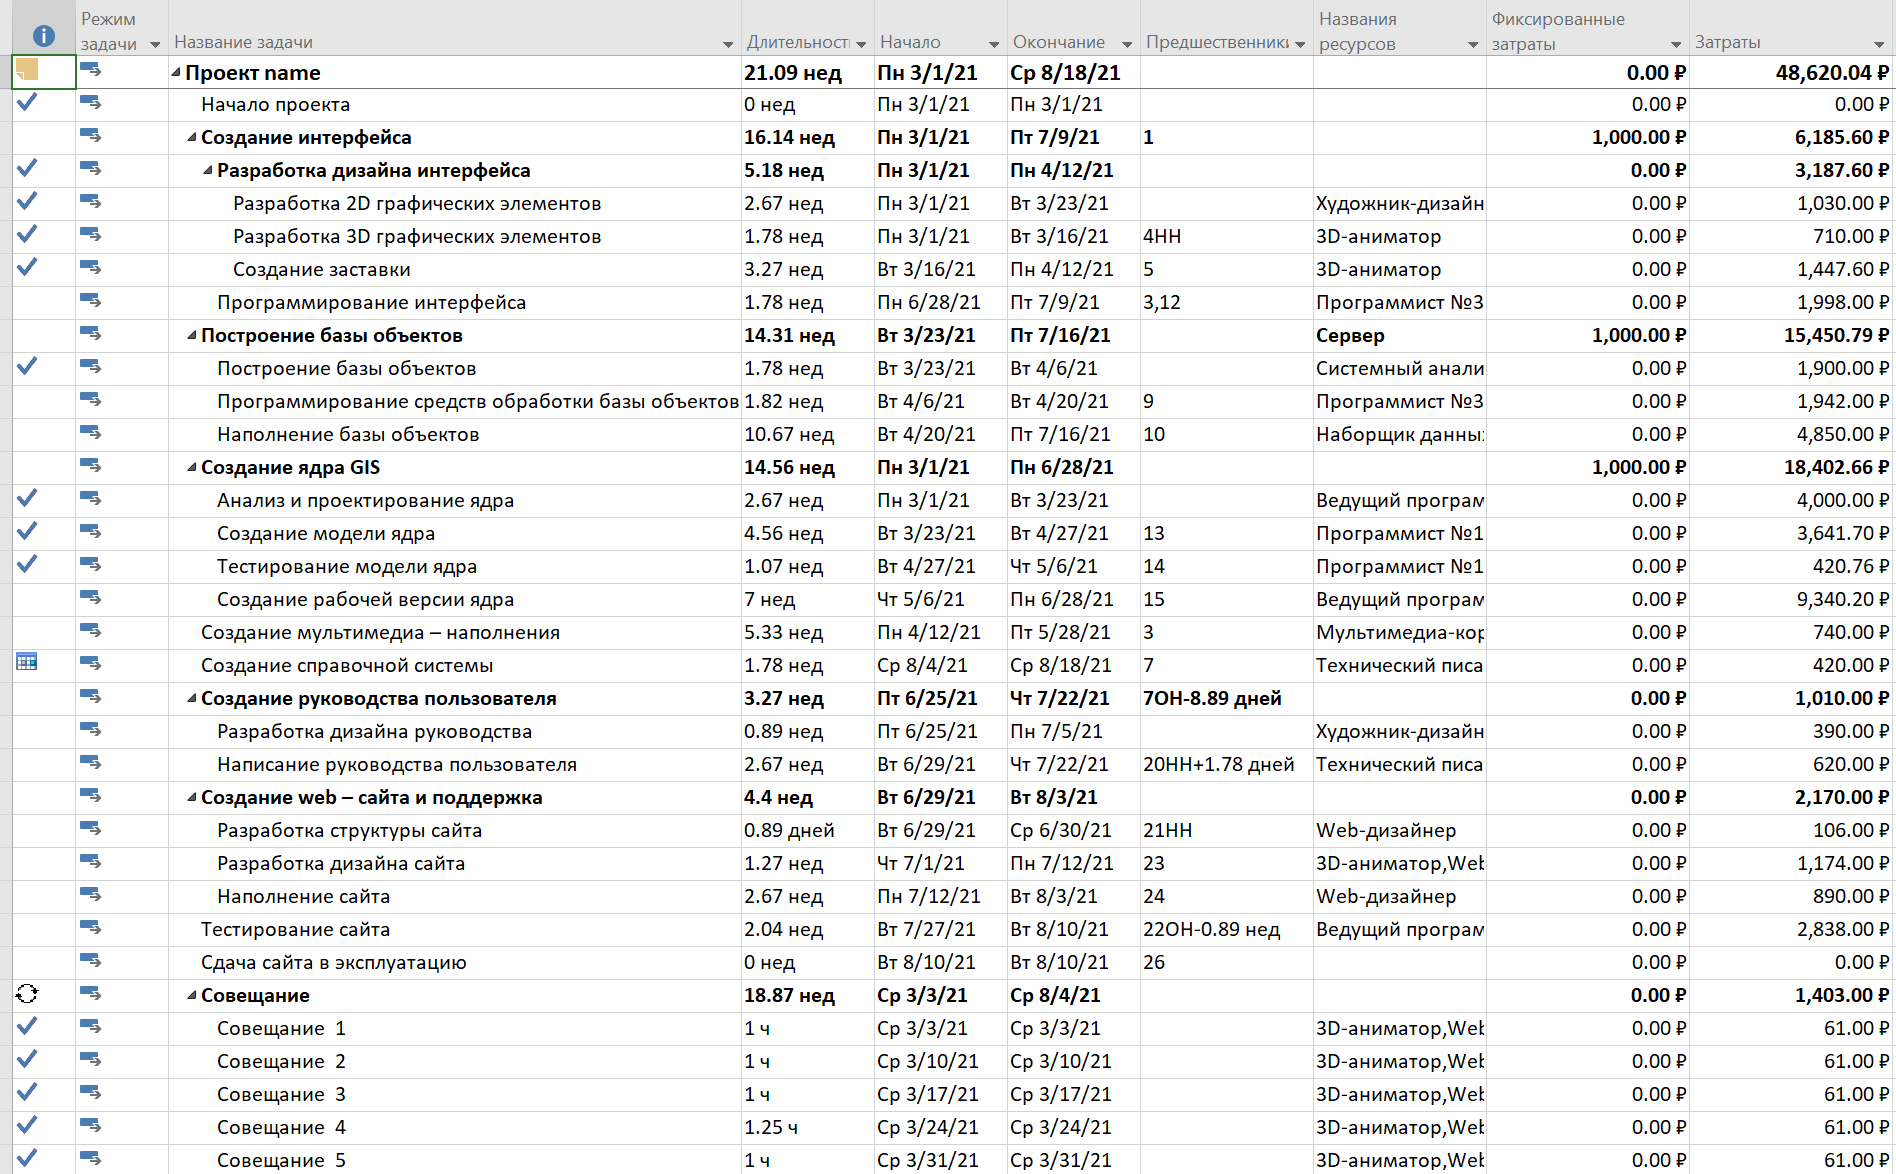 Режим задачи Название задачи Длительност Начало Окончание Предшественники Названия ресурсов Фиксированные затраты Затраты
Проект name 21.09 нед Пн 3/1/21 Ср 8/18/21 0.00 ₽ 48,620.04 ₽
Начало проекта 0 нед Пн 3/1/21 Пн 3/1/21 0.00 ₽ 0.00 ₽
Создание интерфейса 16.14 нед Пн 3/1/21 Пт 7/9/21 1 1,000.00 ₽ 6,185.60 ₽
Разработка дизайна интерфейса 5.18 нед Пн 3/1/21 Пн 4/12/21 0.00 ₽ 3,187.60 ₽
Разработка 2D графических элементов 2.67 нед Пн 3/1/21 Вт 3/23/21 Художник-дизайн 0.00 ₽ 1,030.00 ₽
Разработка 3D графических элементов 1.78 нед Пн 3/1/21 Вт 3/16/21 4НН 3D-аниматор 0.00 ₽ 710.00 ₽
Создание заставки 3.27 нед Вт 3/16/21 Пн 4/12/21 5 3D-аниматор 0.00 ₽ 1,447.60 ₽
Программирование интерфейса 1.78 нед Пн 6/28/21 Пт 7/9/21 3,12 Программист №3 0.00 ₽ 1,998.00 ₽
Построение базы объектов 14.31 нед Вт 3/23/21 Пт 7/16/21 Сервер 1,000.00 ₽ 15,450.79 ₽
Построение базы объектов 1.78 нед Вт 3/23/21 Вт 4/6/21 Системный анали 0.00 ₽ 1,900.00 ₽
Программирование средств обработки базы объектов 1.82 нед Вт 4/6/21 Вт 4/20/21 9 Программист №3 0.00 ₽ 1,942.00 ₽
Наполнение базы объектов 10.67 нед Вт 4/20/21 Пт 7/16/21 10 Наборщик данны 0.00 ₽ 4,850.00 ₽
Создание ядра GIS 14.56 нед Пн 3/1/21 Пн 6/28/21 1,000.00 ₽ 18,402.66 ₽
Анализ и проектирование ядра 2.67 нед Пн 3/1/21 Вт 3/23/21 Ведущий програм 0.00 ₽ 4,000.00 ₽
Создание модели ядра 4.56 нед Вт 3/23/21 Вт 4/27/21 13 Программист №1 0.00 ₽ 3,641.70 ₽
Тестирование модели ядра 1.07 нед Вт 4/27/21 Чт 5/6/21 14 Программист №1 0.00 ₽ 420.76 ₽
Создание рабочей версии ядра 7 нед Чт 5/6/21 Пн 6/28/21 15 Ведущий програм 0.00 ₽ 9,340.20 ₽
Создание мультимедиа – наполнения 5.33 нед Пн 4/12/21 Пт 5/28/21 3 Мультимедиа-кор 0.00 ₽ 740.00 ₽
Создание справочной системы 1.78 нед Ср 8/4/21 Ср 8/18/21 7 Технический писа 0.00 ₽ 420.00 ₽
Создание руководства пользователя 3.27 нед Пт 6/25/21 Чт 7/22/21 7ОН-8.89 дней 0.00 ₽ 1,010.00 ₽
Разработка дизайна руководства 0.89 нед Пт 6/25/21 Пн 7/5/21 Художник-дизайн 0.00 ₽ 390.00 ₽
Написание руководства пользователя 2.67 нед Вт 6/29/21 Чт 7/22/21 20НН+1.78 дней Технический писа 0.00 ₽ 620.00 ₽
Создание web – сайта и поддержка 4.4 нед Вт 6/29/21 Вт 8/3/21 0.00 ₽ 2,170.00 ₽
Разработка структуры сайта 0.89 дней Вт 6/29/21 Ср 6/30/21 21НН Web-дизайнер 0.00 ₽ 106.00 ₽
Разработка дизайна сайта 1.27 нед Чт 7/1/21 Пн 7/12/21 23 3D-аниматор,Web 0.00 ₽ 1,174.00 ₽
Наполнение сайта 2.67 нед Пн 7/12/21 Вт 8/3/21 24 Web-дизайнер 0.00 ₽ 890.00 ₽
Тестирование сайта 2.04 нед Вт 7/27/21 Вт 8/10/21 22ОН-0.89 нед Ведущий програм 0.00 ₽ 2,838.00 ₽
Сдача сайта в эксплуатацию 0 нед Вт 8/10/21 Вт 8/10/21 26 0.00 ₽ 0.00 ₽
Совещание 18.87 нед Ср 3/3/21 Ср 8/4/21 0.00 ₽ 1,403.00 ₽
Совещание 1 1 ч Ср 3/3/21 Ср 3/3/21 3D-аниматор,Web 0.00 ₽ 61.00 ₽
Совещание 2 1 ч Ср 3/10/21 Ср 3/10/21 3D-аниматор,Web 0.00 ₽ 61.00 ₽
Совещание 3 1 ч Ср 3/17/21 Ср 3/17/21 3D-аниматор,Web 0.00 ₽ 61.00 ₽
Совещание 4 1.25 ч Ср 3/24/21 Ср 3/24/21 3D-аниматор,Web 0.00 ₽ 61.00 ₽
Совещание 5 1 ч Ср 3/31/21 Ср 3/31/21 3D-аниматор,Web 0.00 ₽ 61.00 ₽